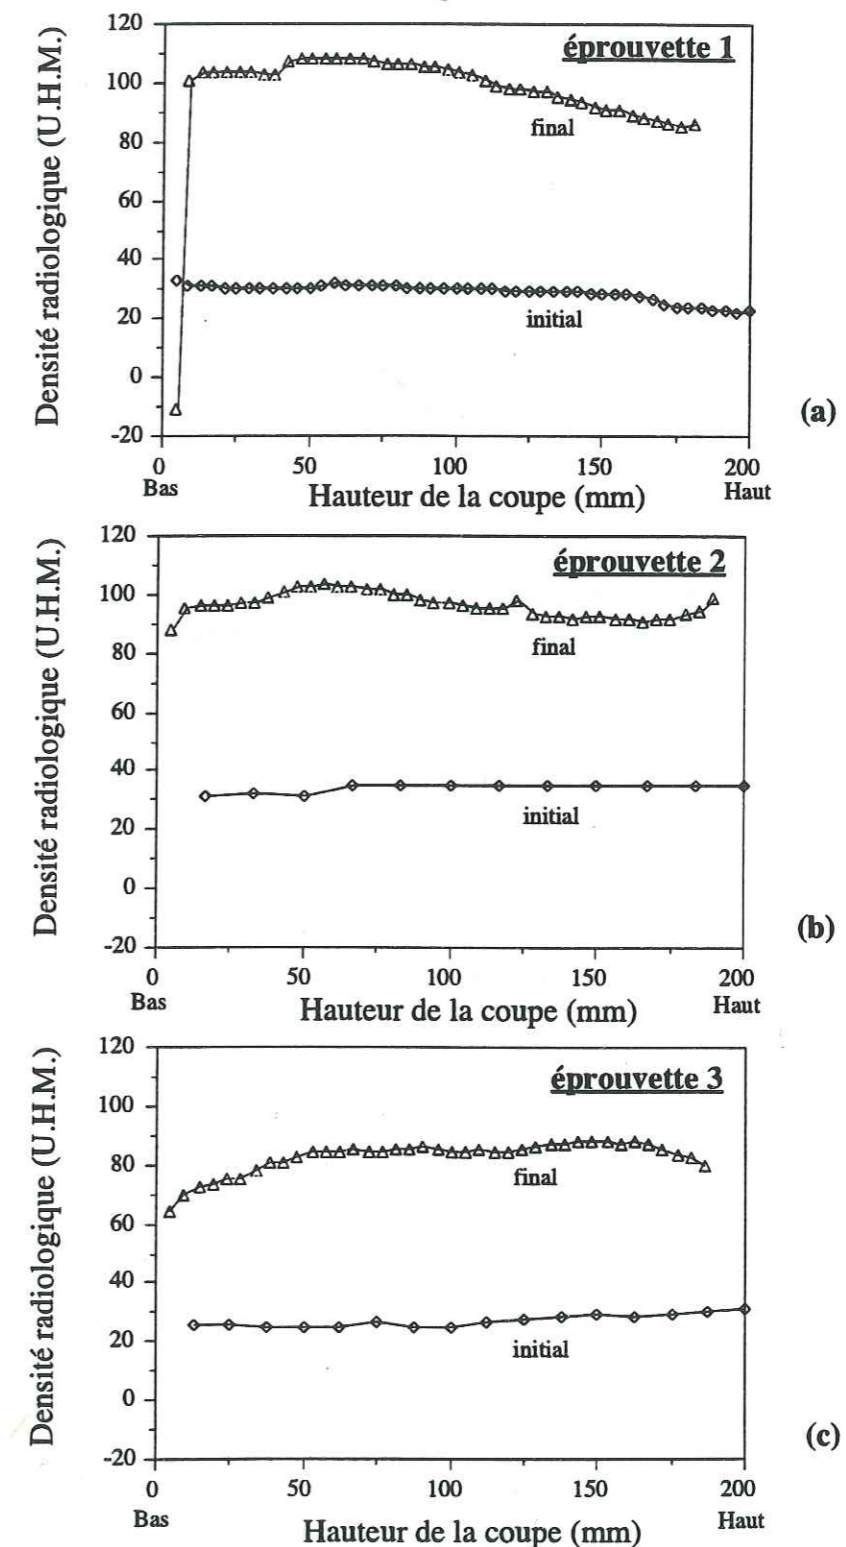 Densité radiologique (U.H.M.)
120
100
80
60
40
20
0
-20
éprouvette 1
final
initial
0
50
100
150
200
Bas
Hauteur de la coupe (mm)
Haut
(a)
Densité radiologique (U.H.M.)
120
100
80
60
40
20
0
-20
éprouvette 2
final
initial
0
50
100
150
200
Bas
Hauteur de la coupe (mm)
Haut
(b)
Densité radiologique (U.H.M.)
120
100
80
60
40
20
0
-20
éprouvette 3
final
initial
0
50
100
150
200
Bas
Hauteur de la coupe (mm)
Haut
(c)